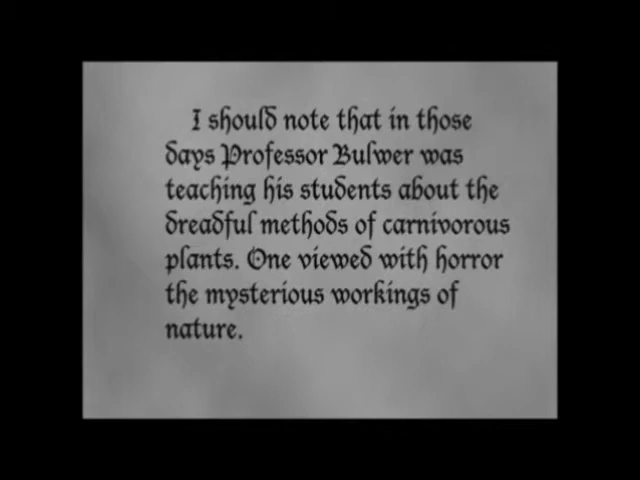 I should note that in those
days Professor Bulwer was
teaching his students about the
dreadful methods of carnivorous
plants. One viewed with horror
the mysterious workings of
nature.